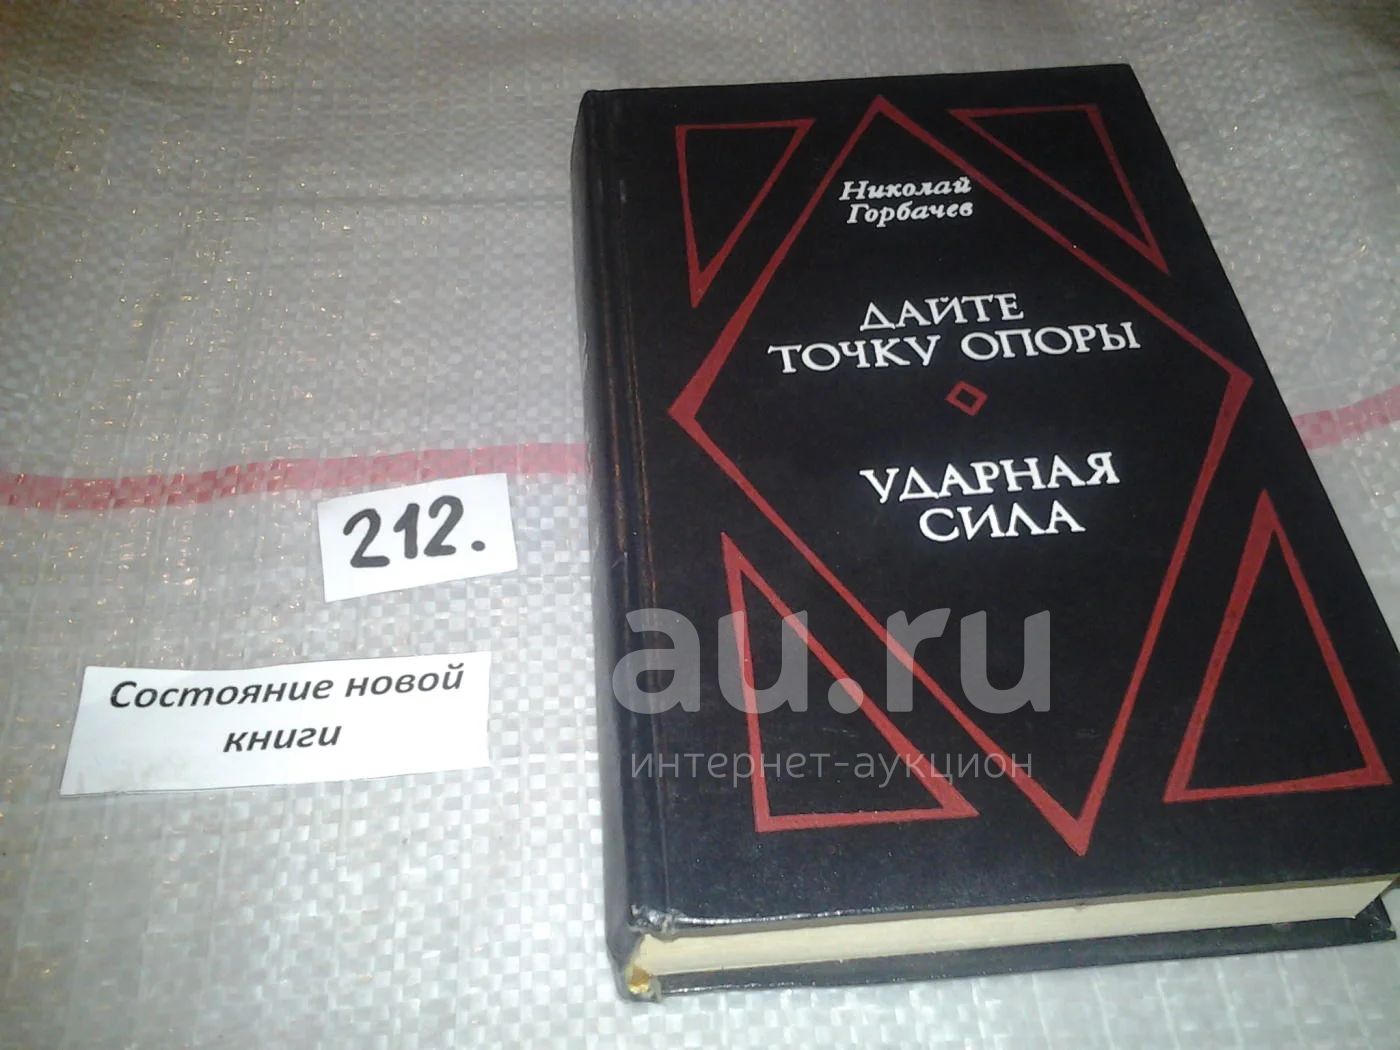 Николай
Горбачев
ДАЙТЕ
ТОЧКУ ОПОРЫ
УДАРНАЯ
СИЛА
212.
Состояние новой
книги
au.ru
интернет-аукцион